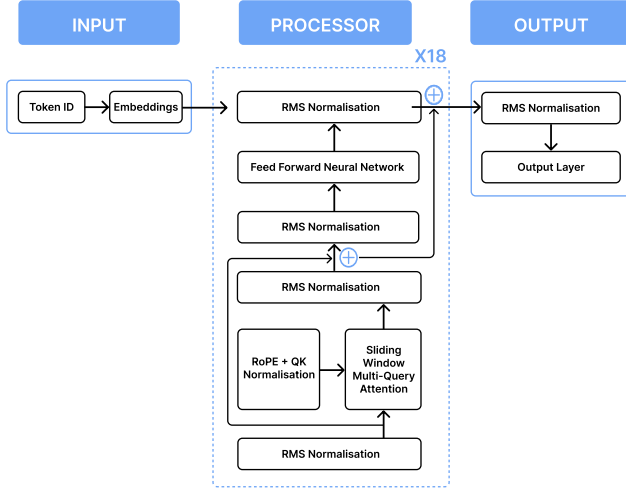 INPUT
PROCESSOR
OUTPUT
X18
Token ID
Embeddings
RMS Normalisation
RMS Normalisation
Feed Forward Neural Network
Output Layer
RMS Normalisation
RMS Normalisation
RoPE + QK
Normalisation
Sliding
Window
Multi-Query
Attention
RMS Normalisation